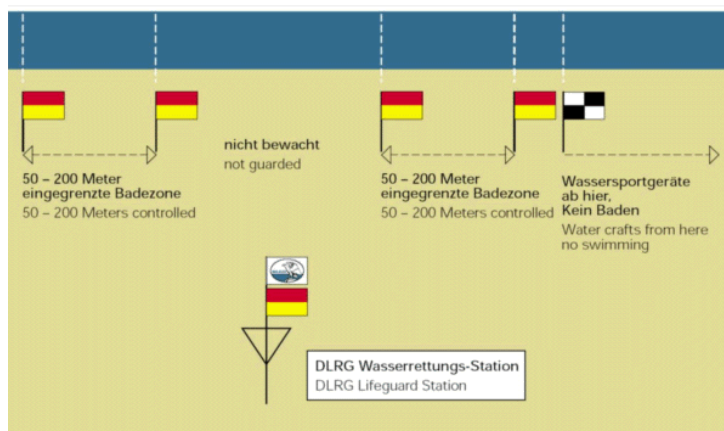 nicht bewacht
not guarded
50 – 200 Meter
eingegrenzte Badezone
50 – 200 Meters controlled
50 – 200 Meter
eingegrenzte Badezone
50 – 200 Meters controlled
Wassersportgeräte
ab hier,
Kein Baden
Water crafts from here
no swimming
DLRG Wasserrettungs-Station
DLRG Lifeguard Station